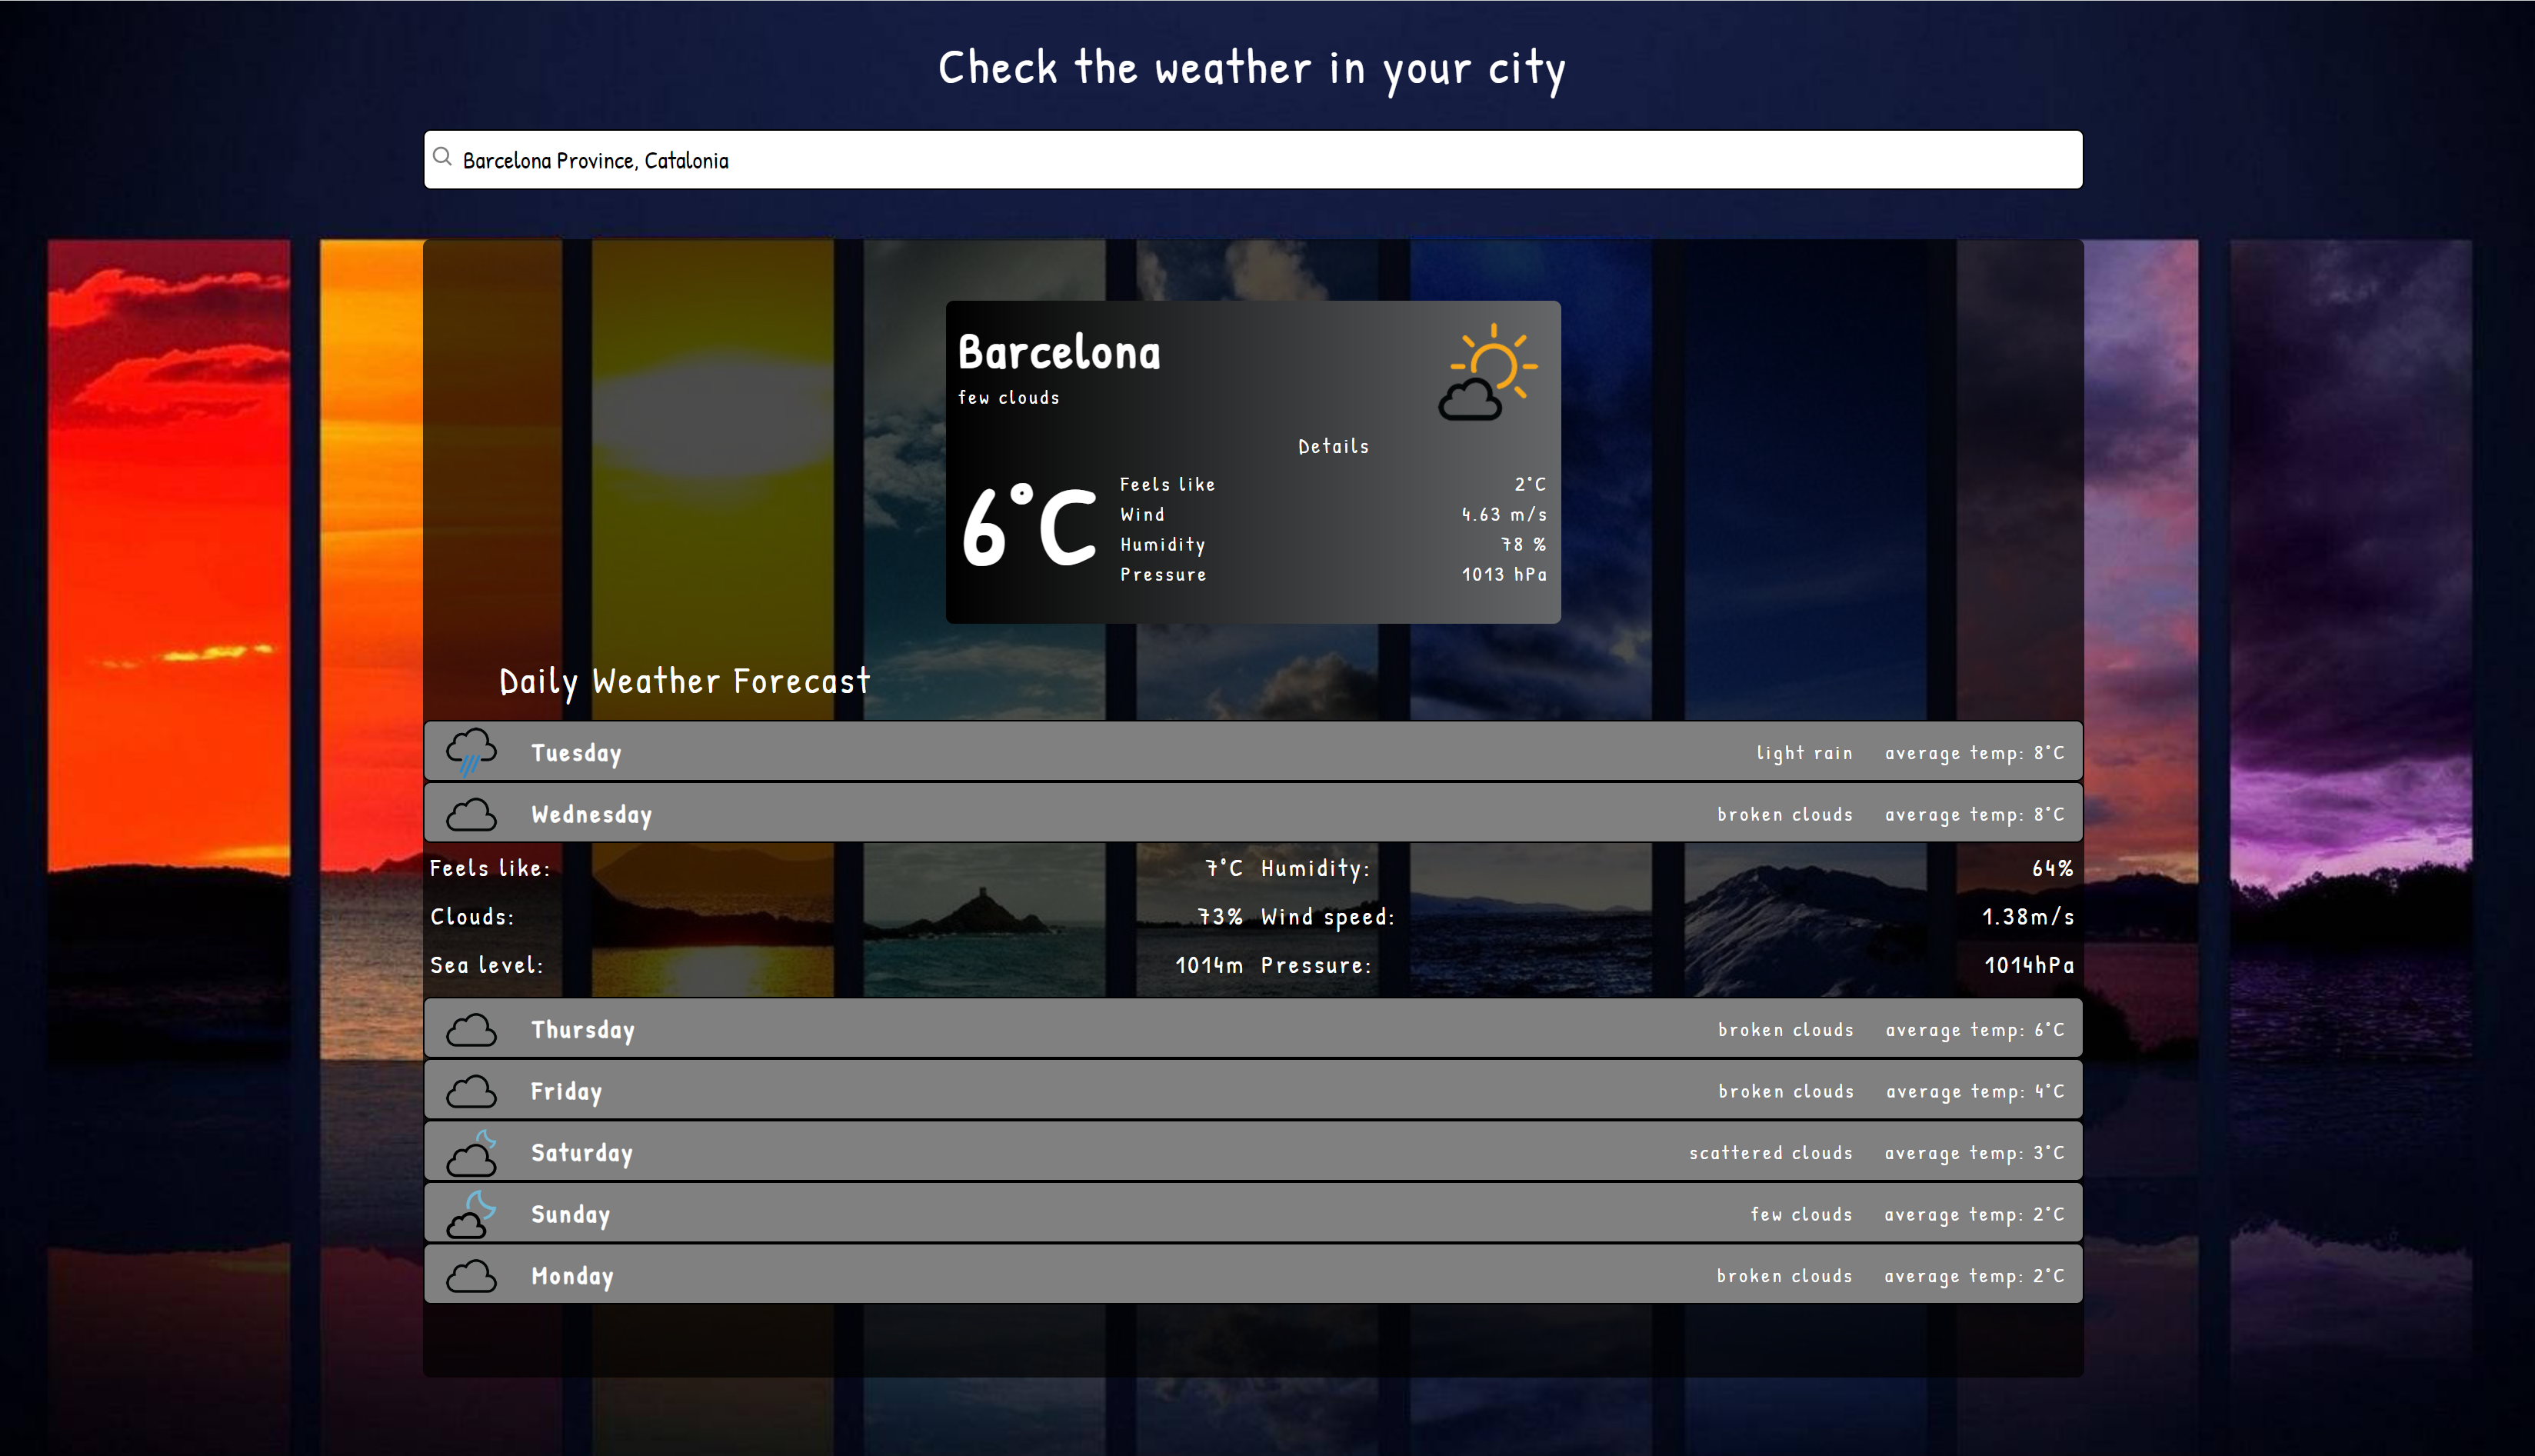 Check the weather in your city
Barcelona Province, Catalonia
Barcelona
few clouds
Details
6°C
Feels like 2°C
Wind 4.63 m/s
Humidity 78 %
Pressure 1013 hPa
Daily Weather Forecast
Tuesday light rain average temp: 8°C
Wednesday broken clouds average temp: 8°C
Feels like: 7°C Humidity: 64%
Clouds: 73% Wind speed: 1.38m/s
Sea level: 1014m Pressure: 1014hPa
Thursday broken clouds average temp: 6°C
Friday broken clouds average temp: 4°C
Saturday scattered clouds average temp: 3°C
Sunday few clouds average temp: 2°C
Monday broken clouds average temp: 2°C